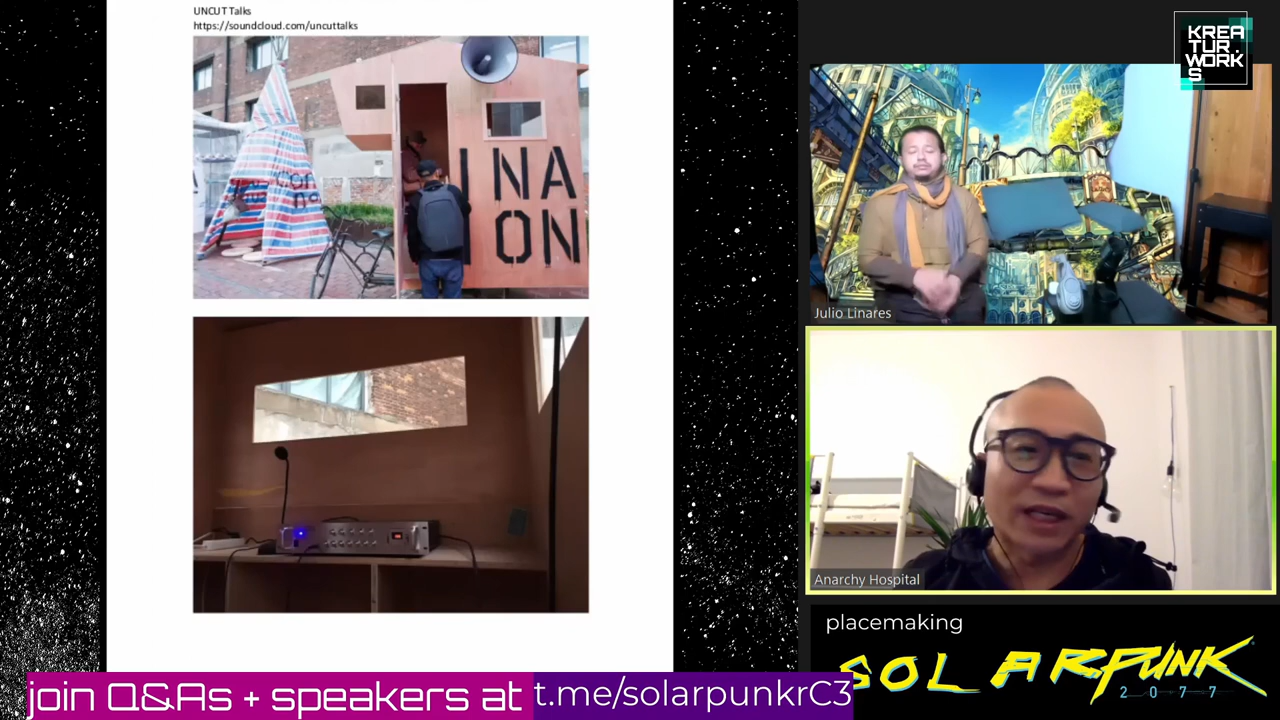 UNCUT Talks
https://soundcloud.com/uncuttalks
NA
ON
KREA
TUR.
WORK
S
Julio Linares
Anarchy Hospital
placemaking
SOLARPUNK
2077
join Q&As + speakers at t.me/solarpunkrC3